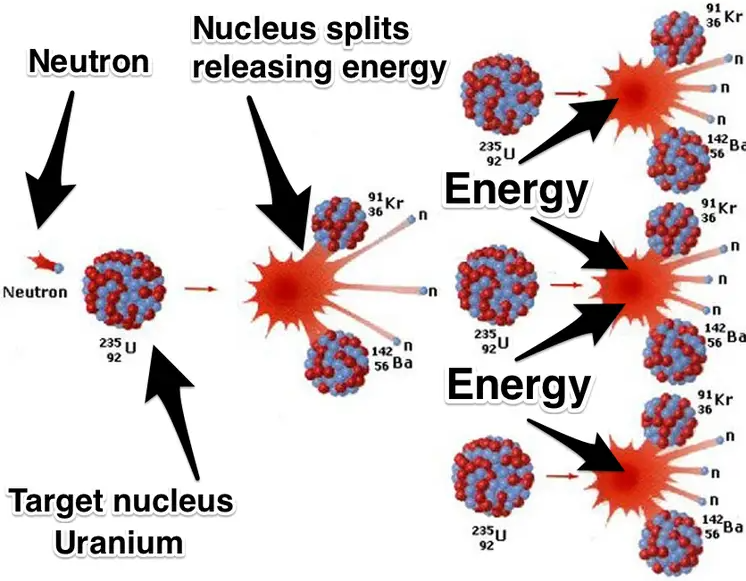 Neutron
Nucleus splits
releasing energy
Neutron
235
92 U
Target nucleus
Uranium
91
36 Kr
n
n
n
142
56 Ba
235
92 U
91
36 Kr
n
n
n
142
56 Ba
Energy
235
92 U
91
36 Kr
n
n
n
142
56 Ba
Energy
235
92 U
91
36 Kr
n
n
n
142
56 Ba